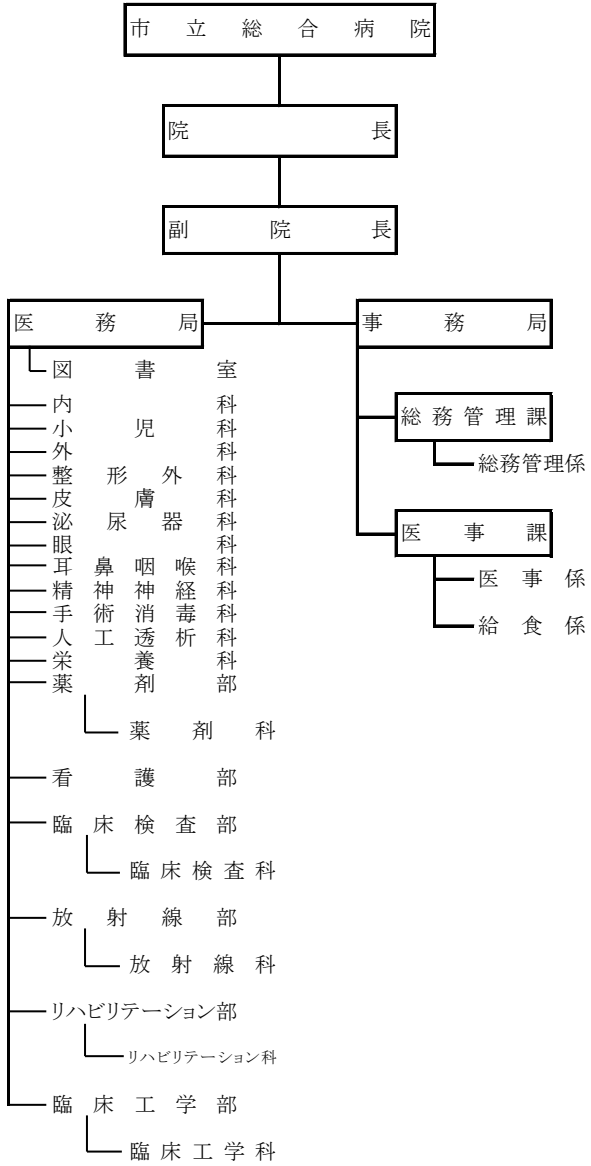 市立総合病院
院長
副院長
医務局
図書室
内科
小児科
外科
整形外科
皮膚科
泌尿器科
眼科
耳鼻咽喉科
精神神経科
手術消毒科
人工透析科
栄養科
薬剤部
薬剤科
看護部
臨床検査部
臨床検査科
放射線部
放射線科
リハビリテーション部
リハビリテーション科
臨床工学部
臨床工学科
事務局
総務管理課
総務管理係
医事課
医事係
給食係